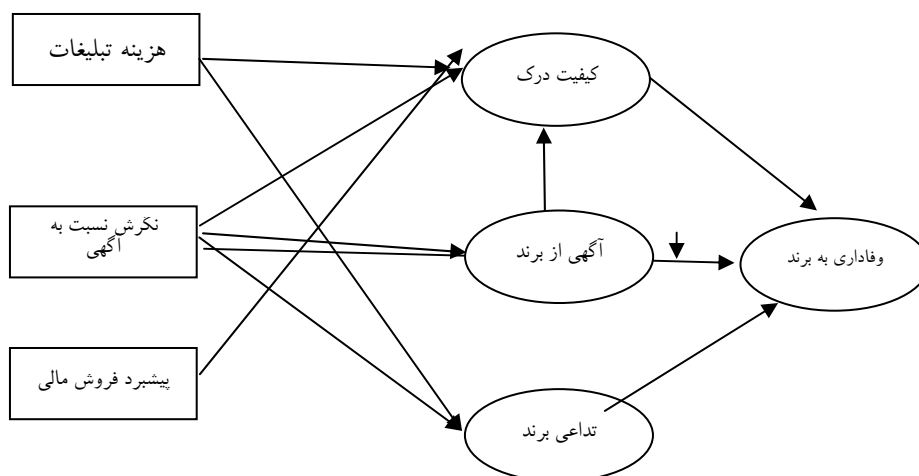 هزینه تبلیغات
کیفیت درک
نگرش نسبت به
آگهی
آگهی از برند
وفاداری به برند
پیشبرد فروش مالی
تداعی برند